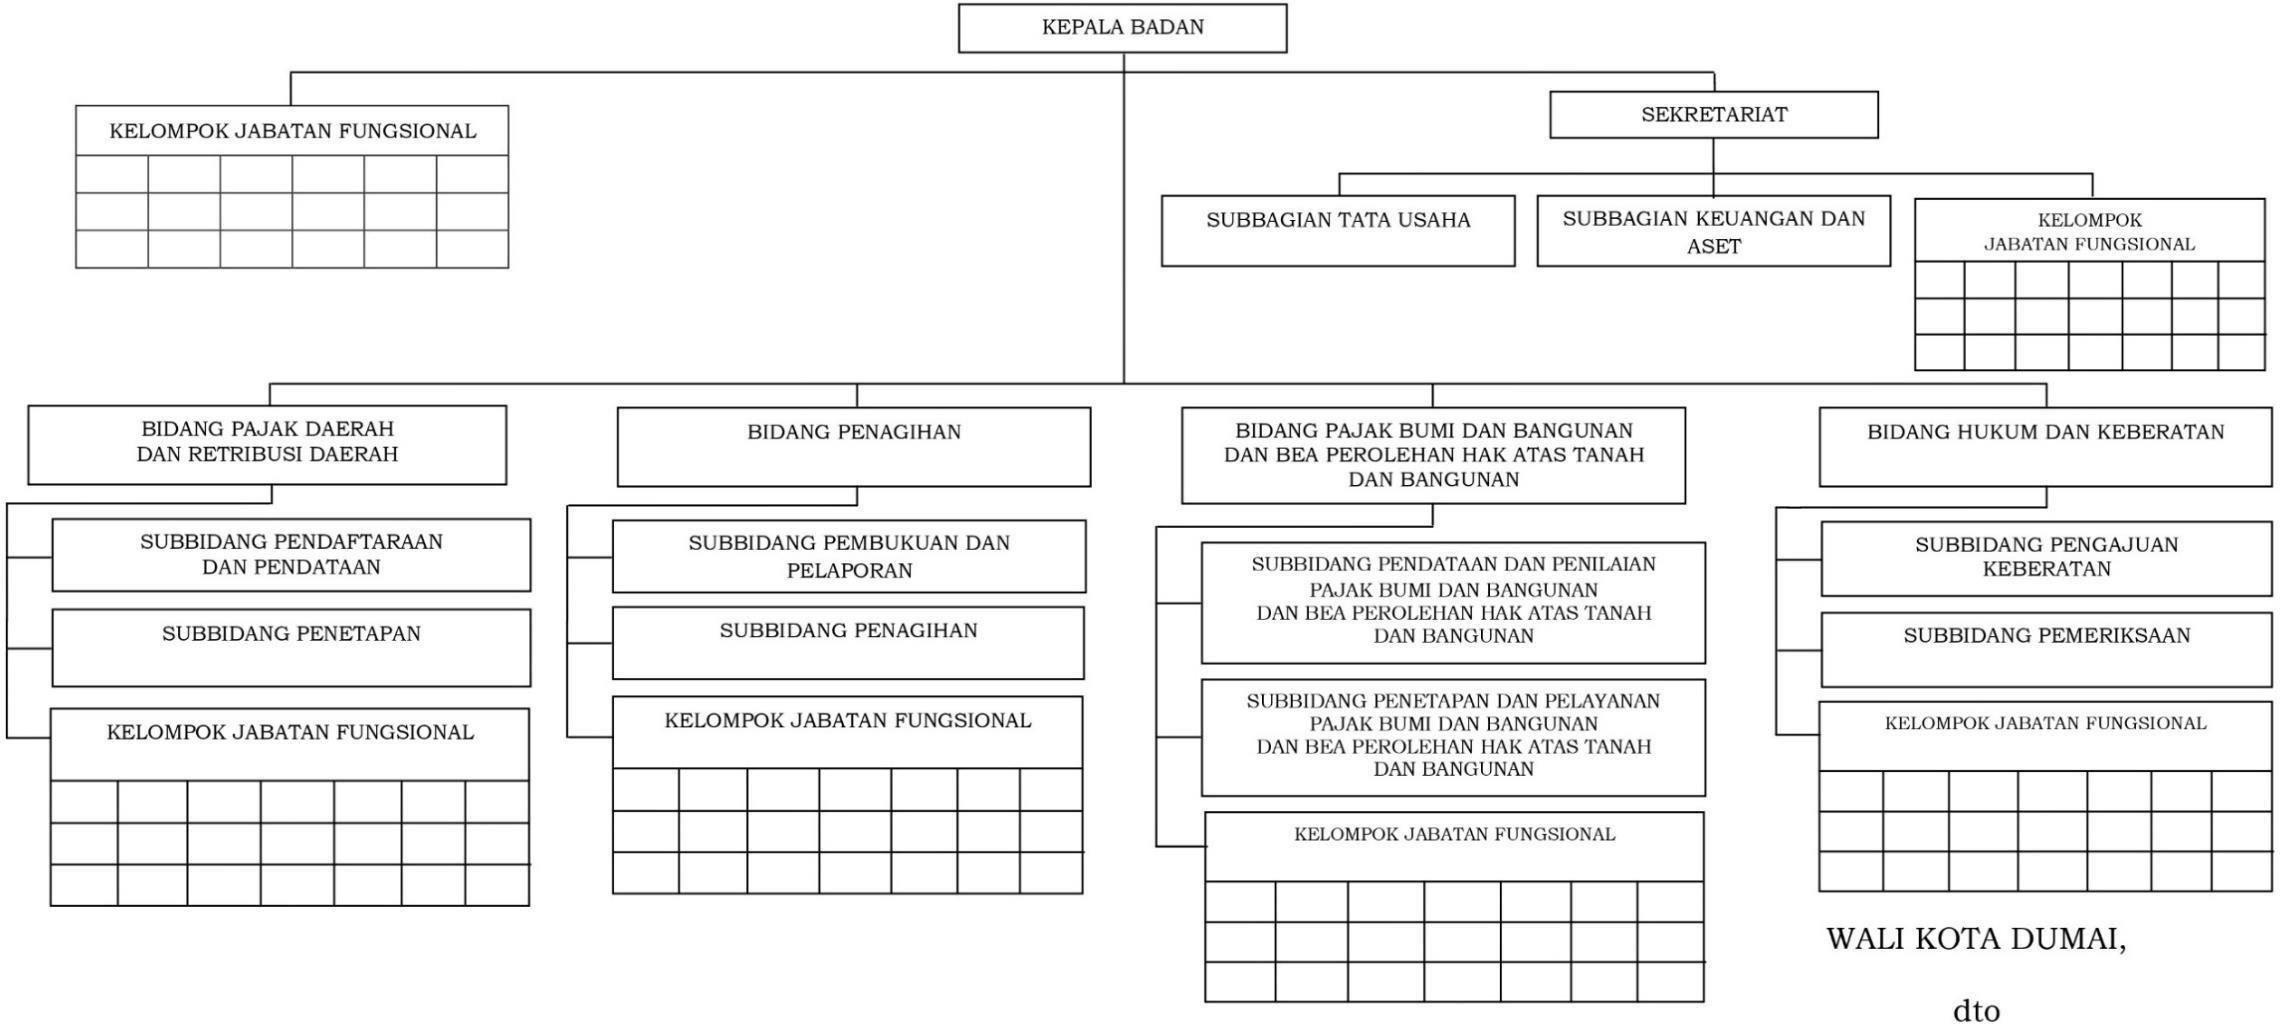 KEPALA BADAN
KELOMPOK JABATAN FUNGSIONAL
SEKRETARIAT
SUBBAGIAN TATA USAHA
SUBBAGIAN KEUANGAN DAN
ASET
KELOMPOK
JABATAN FUNGSIONAL
BIDANG PAJAK DAERAH
DAN RETRIBUSI DAERAH
SUBBIDANG PENDAFTARAAN
DAN PENDATAAN
SUBBIDANG PENETAPAN
KELOMPOK JABATAN FUNGSIONAL
BIDANG PENAGIHAN
SUBBIDANG PEMBUKUAN DAN
PELAPORAN
SUBBIDANG PENAGIHAN
KELOMPOK JABATAN FUNGSIONAL
BIDANG PAJAK BUMI DAN BANGUNAN
DAN BEA PEROLEHAN HAK ATAS TANAH
DAN BANGUNAN
SUBBIDANG PENDATAAN DAN PENILAIAN
PAJAK BUMI DAN BANGUNAN
DAN BEA PEROLEHAN HAK ATAS TANAH
DAN BANGUNAN
SUBBIDANG PENETAPAN DAN PELAYANAN
PAJAK BUMI DAN BANGUNAN
DAN BEA PEROLEHAN HAK ATAS TANAH
DAN BANGUNAN
KELOMPOK JABATAN FUNGSIONAL
BIDANG HUKUM DAN KEBERATAN
SUBBIDANG PENGAJUAN
KEBERATAN
SUBBIDANG PEMERIKSAAN
KELOMPOK JABATAN FUNGSIONAL
WALI KOTA DUMAI,
dto